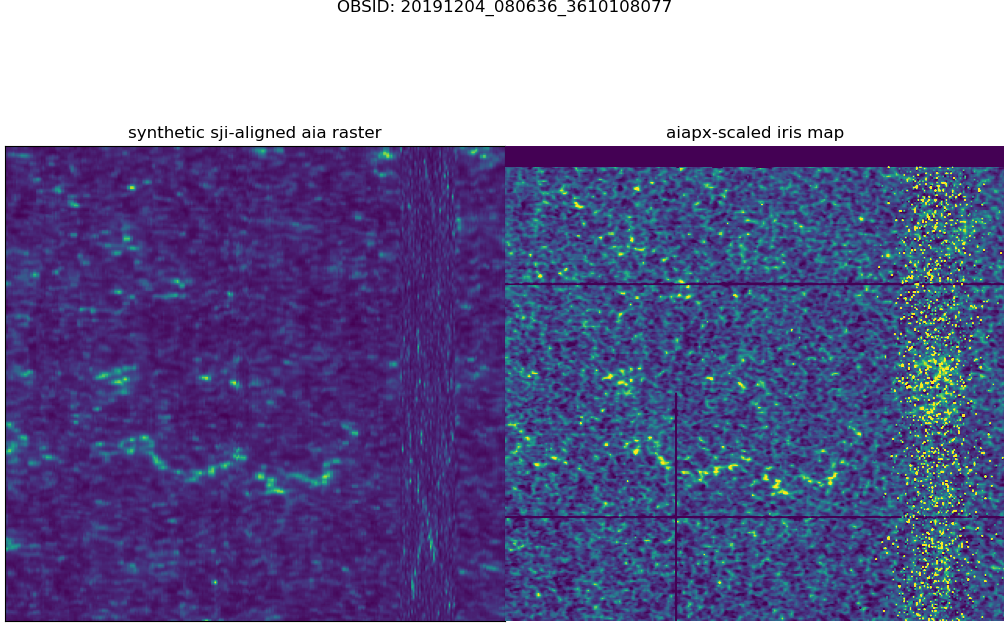 OBSID: 20191204_080636_3610108077
synthetic sji-aligned aia raster
aiapx-scaled iris map